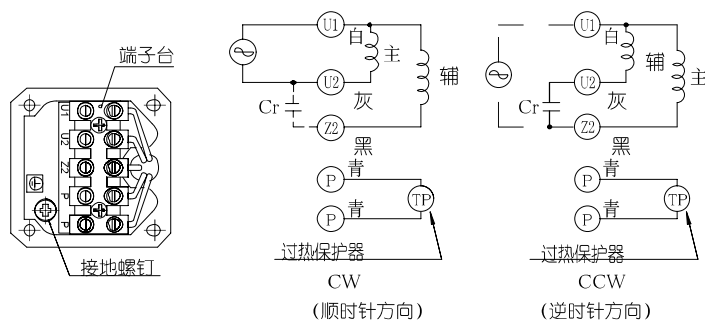 端子台
U1
U2
Z2
P
P
接地螺钉
U1
白
主
辅
U2
灰
Cr
Z2
黑
青
P
TP
青
P
过热保护器
CW
(顺时针方向)
U1
白
辅
主
U2
灰
Cr
Z2
黑
青
P
TP
青
P
过热保护器
CCW
(逆时针方向)